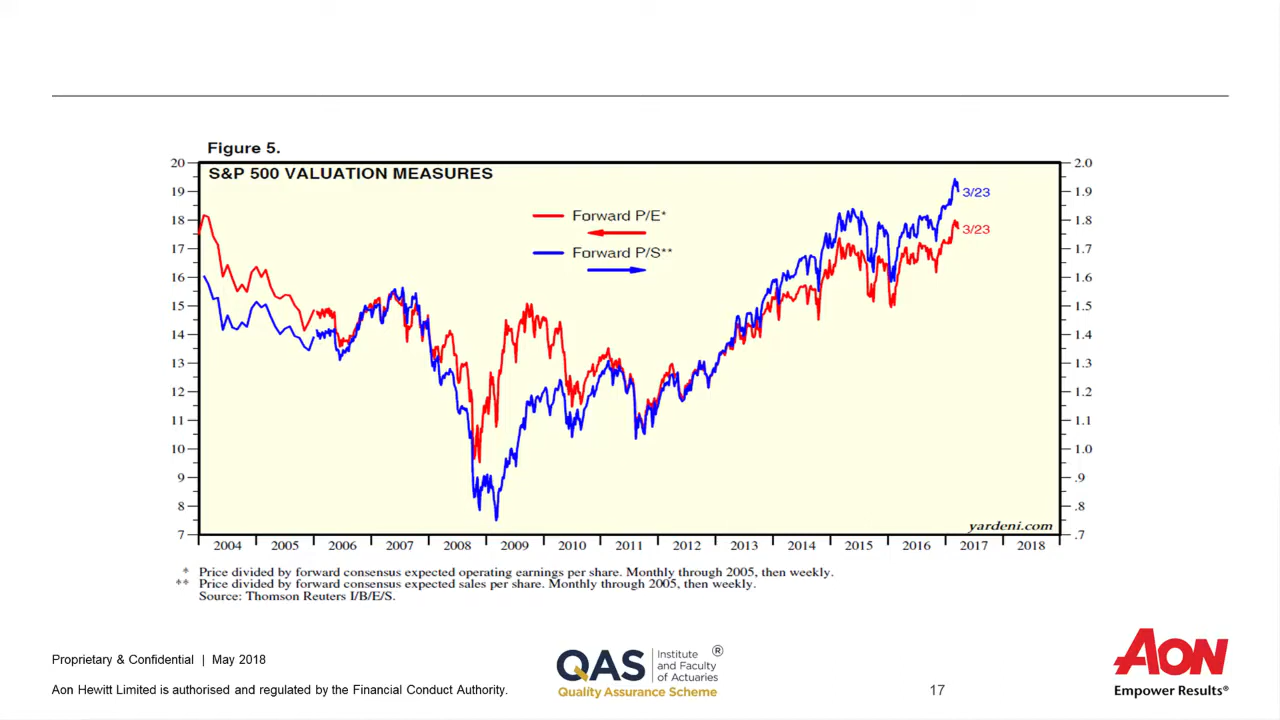 Figure 5.
S&P 500 VALUATION MEASURES
20
19
18
17
16
15
14
13
12
11
10
9
8
7
Forward P/E*
Forward P/S**
3/23
3/23
2.0
1.9
1.8
1.7
1.6
1.5
1.4
1.3
1.2
1.1
1.0
.9
.8
.7
yardeni.com
2004 2005 2006 2007 2008 2009 2010 2011 2012 2013 2014 2015 2016 2017 2018
* Price divided by forward consensus expected operating earnings per share. Monthly through 2005, then weekly.
** Price divided by forward consensus expected sales per share. Monthly through 2005, then weekly.
Source: Thomson Reuters I/B/E/S.
Proprietary & Confidential | May 2018
Aon Hewitt Limited is authorised and regulated by the Financial Conduct Authority.
QAS
Institute
and Faculty
of Actuaries
®
Quality Assurance Scheme
17
AON
Empower Results®